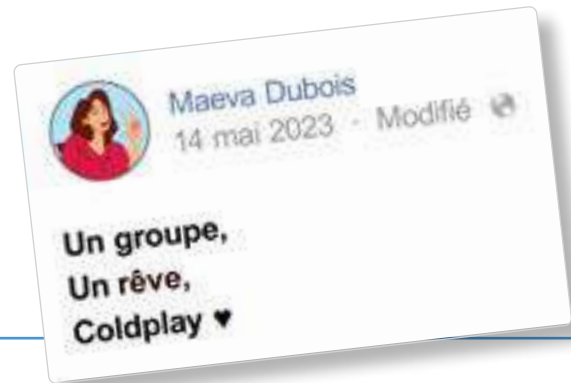 Maeva Dubois
14 mai 2023 · Modifié
Un groupe,
Un rêve,
Coldplay ♥